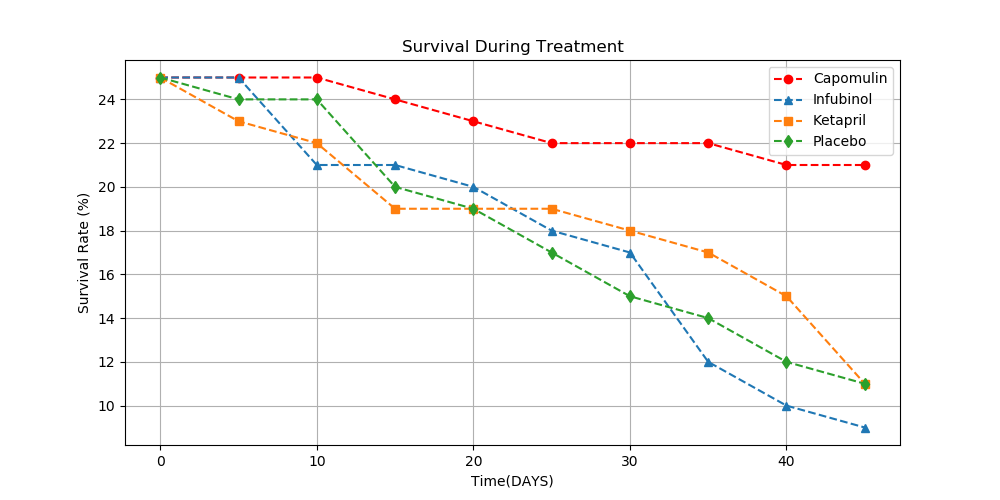 Survival During Treatment
Capomulin
Infubinol
Ketapril
Placebo
Survival Rate (%)
24
22
20
18
16
14
12
10
0 10 20 30 40
Time(DAYS)